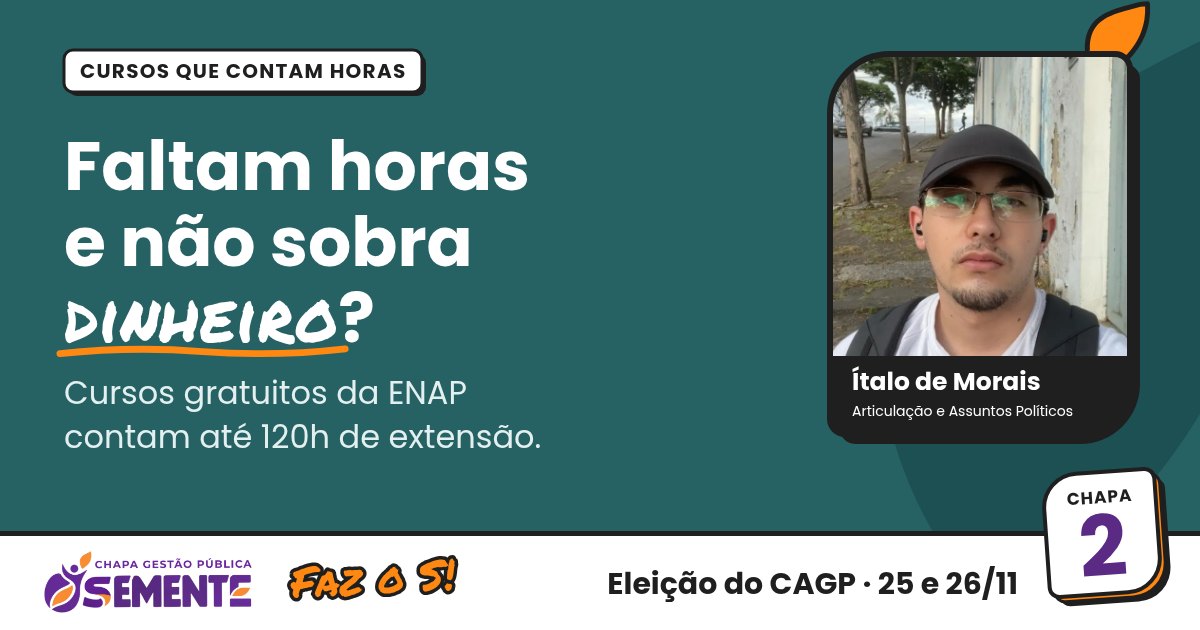 CURSOS QUE CONTAM HORAS
Faltam horas
e não sobra
DINHEIRO?
Cursos gratuitos da ENAP
contam até 120h de extensão.
Ítalo de Morais
Articulação e Assuntos Políticos
CHAPA
2
CHAPA GESTÃO PÚBLICA
SEMENTE
FAZ O S!
Eleição do CAGP · 25 e 26/11